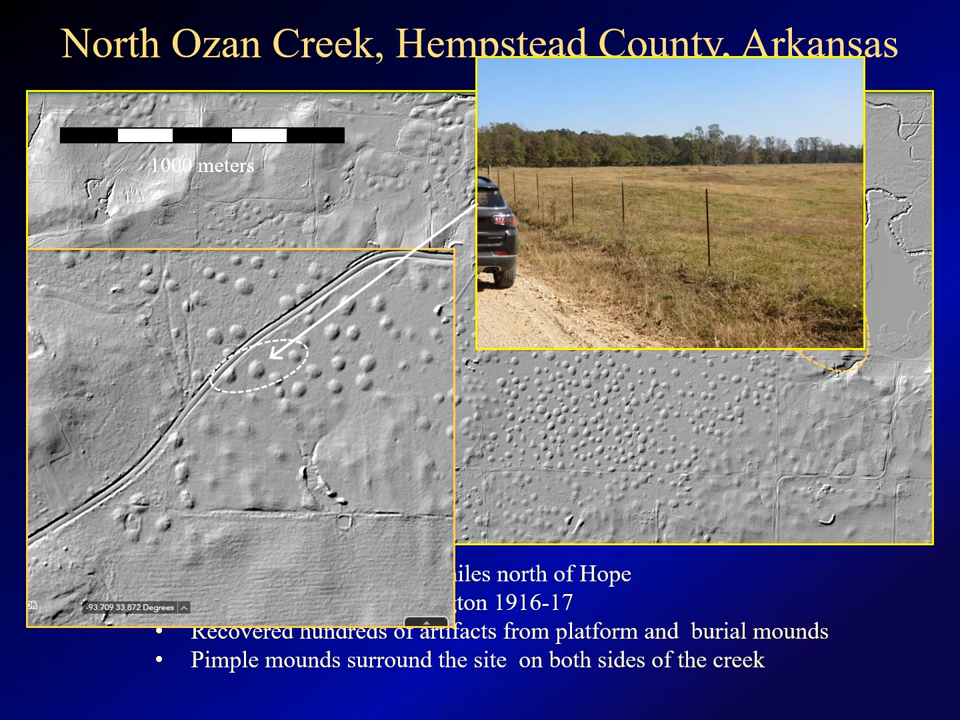 North Ozan Creek, Hempstead County, Arkansas
1000 meters
-93.709 33.872 Degrees
miles north of Hope
1916-17
• Recovered hundreds of artifacts from platform and burial mounds
• Pimple mounds surround the site on both sides of the creek